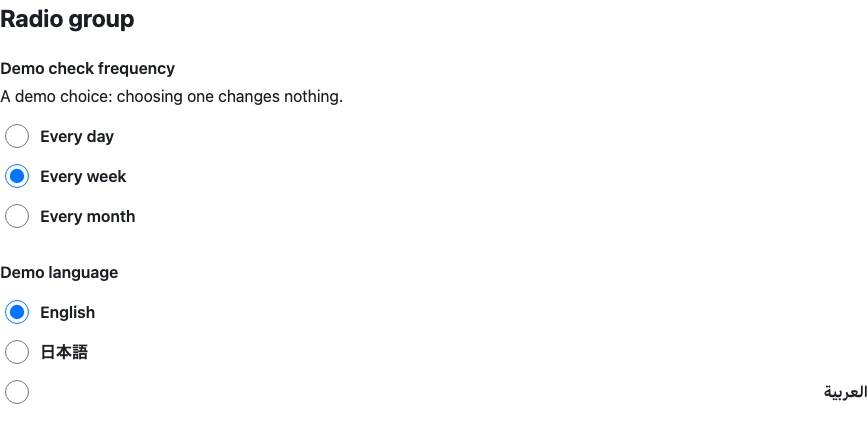 Radio group
Demo check frequency
A demo choice: choosing one changes nothing.
Every day
Every week
Every month
Demo language
English
日本語
العربية